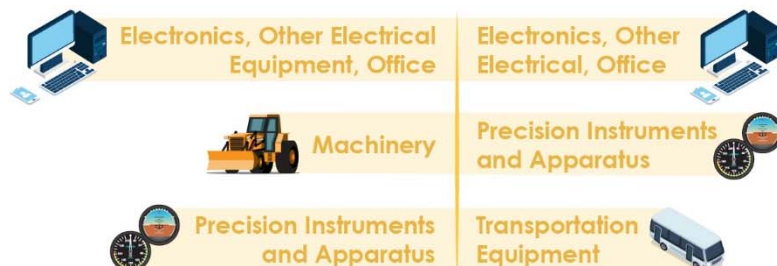 Electronics, Other Electrical
Equipment, Office
Electronics, Other
Electrical, Office
Machinery
Precision Instruments
and Apparatus
Precision Instruments
and Apparatus
Transportation
Equipment